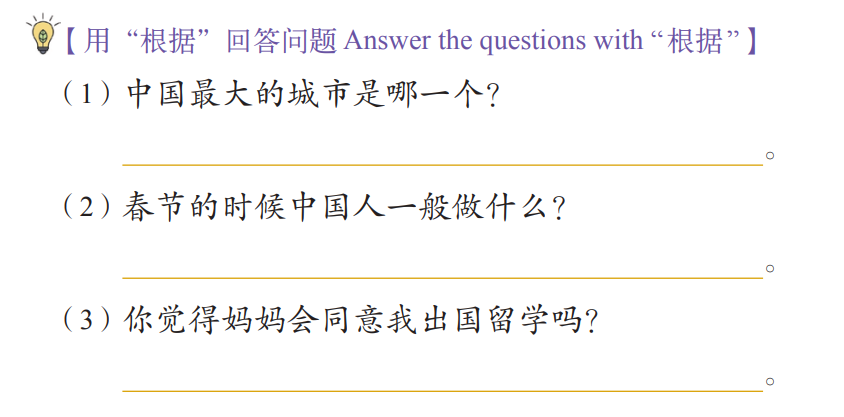 【用“根据”回答问题 Answer the questions with “根据”】
（1）中国最大的城市是哪一个？
。
（2）春节的时候中国人一般做什么？
。
（3）你觉得妈妈会同意我出国留学吗？
。